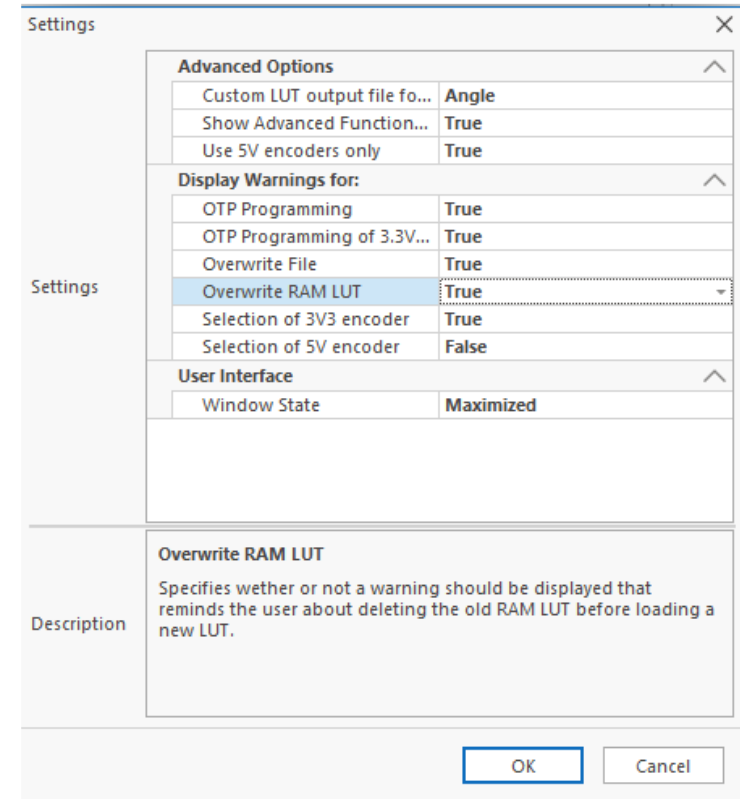 Settings
Advanced Options
Custom LUT output file fo... Angle
Show Advanced Function... True
Use 5V encoders only True
Display Warnings for:
OTP Programming True
OTP Programming of 3.3V... True
Overwrite File True
Settings
Overwrite RAM LUT True
Selection of 3V3 encoder True
Selection of 5V encoder False
User Interface
Window State Maximized
Overwrite RAM LUT
Specifies wether or not a warning should be displayed that
reminds the user about deleting the old RAM LUT before loading a
new LUT.
Description
OK Cancel